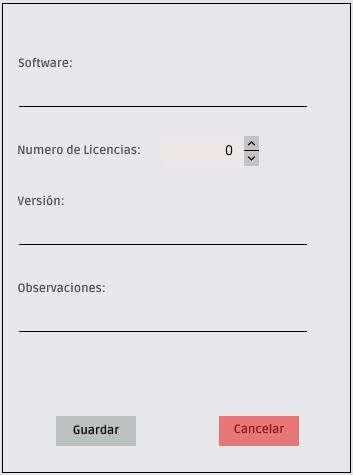 Software:
Numero de Licencias: 0
Versión:
Observaciones:
Guardar Cancelar